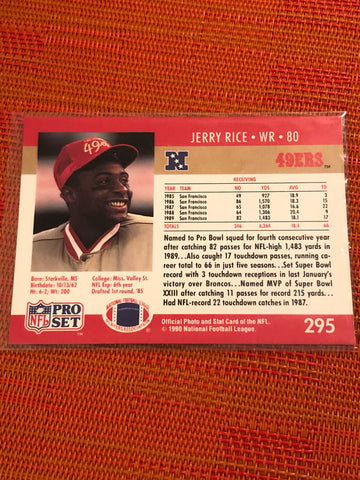 JERRY RICE • WR • 80
49ERS
TM
RECEIVING
YEAR TEAM NO. YDS. AVG. TD
1985 San Francisco 49 927 18.9 3
1986 San Francisco 86 1,570 18.3 15
1987 San Francisco 65 1,078 16.6 22
1988 San Francisco 64 1,306 20.4 9
1989 San Francisco 82 1,483 18.1 17
TOTALS 346 6,364 18.4 66
49
Named to Pro Bowl squad for fourth consecutive year
after catching 82 passes for NFL-high 1,483 yards in
1989...Also caught 17 touchdown passes, running career
total to 66 in just five seasons...Set Super Bowl
record with 3 touchdown receptions in last January's
victory over Broncos...Named MVP of Super Bowl
XXIII after catching 11 passes for record 215 yards...
Had NFL-record 22 touchdown catches in 1987.
Born: Starkville, MS
Birthdate: 10/13/62
Ht: 6-2; Wt: 200
College: Miss. Valley St.
NFL Exp: 6th year
Drafted 1st round, '85
NFL
PRO SET
TM
Official Photo and Stat Card of the NFL.
© 1990 National Football League.
295